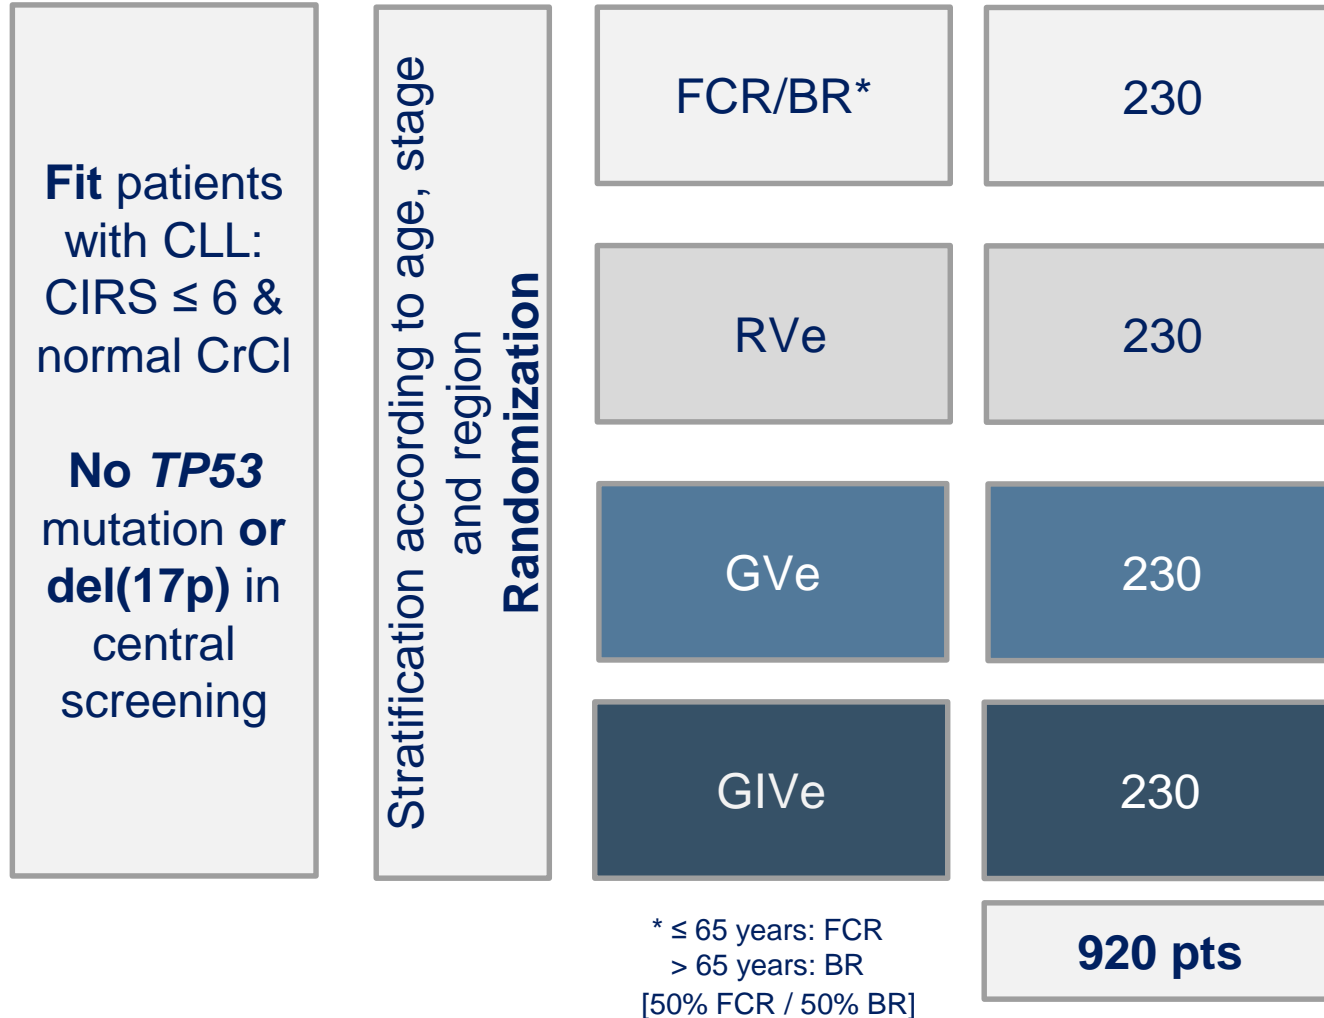 Fit patients
with CLL:
CIRS ≤ 6 &
normal CrCl
No TP53
mutation or
del(17p) in
central
screening
Stratification according to age, stage
and region
Randomization
FCR/BR*
230
RVe
230
GVe
230
GIVe
230
* ≤ 65 years: FCR
> 65 years: BR
[50% FCR / 50% BR]
920 pts